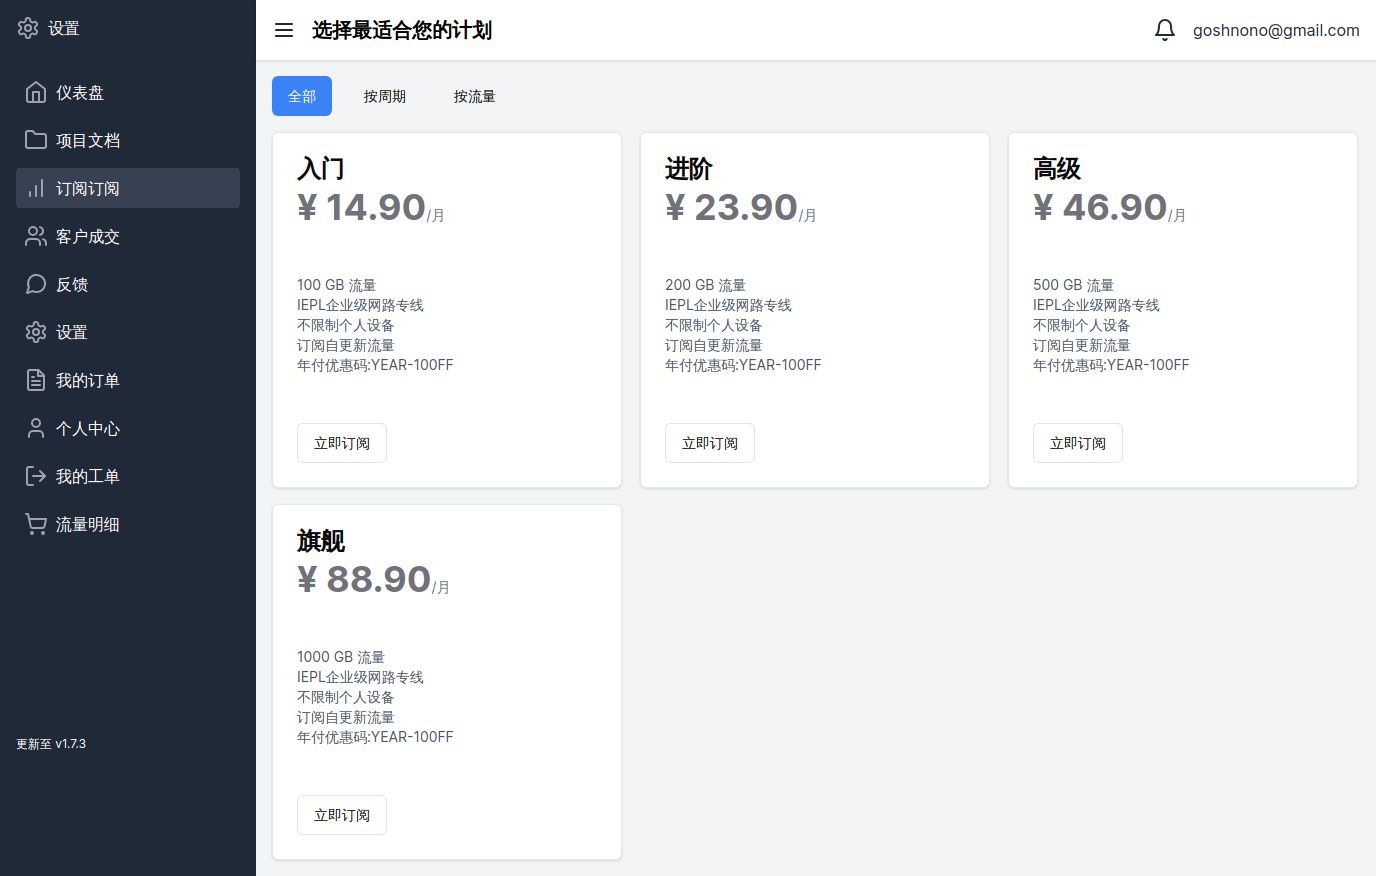 设置
仪表盘
项目文档
订阅订阅
客户成交
反馈
设置
我的订单
个人中心
我的工单
流量明细
更新至 v1.7.3
选择最适合您的计划
goshnono@gmail.com
全部
按周期
按流量
入门
¥ 14.90/月
100 GB 流量
IEPL企业级网路专线
不限制个人设备
订阅自更新流量
年付优惠码:YEAR-100FF
立即订阅
进阶
¥ 23.90/月
200 GB 流量
IEPL企业级网路专线
不限制个人设备
订阅自更新流量
年付优惠码:YEAR-100FF
立即订阅
高级
¥ 46.90/月
500 GB 流量
IEPL企业级网路专线
不限制个人设备
订阅自更新流量
年付优惠码:YEAR-100FF
立即订阅
旗舰
¥ 88.90/月
1000 GB 流量
IEPL企业级网路专线
不限制个人设备
订阅自更新流量
年付优惠码:YEAR-100FF
立即订阅